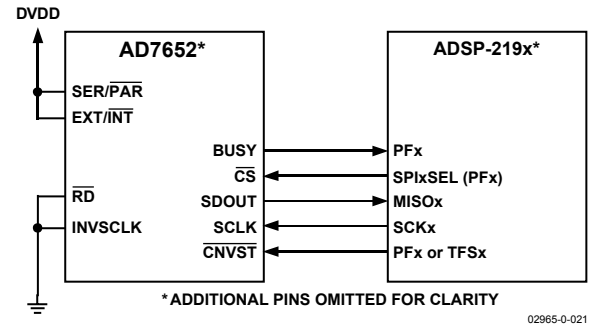 DVDD
AD7652*
ADSP-219x*
SER/PAR
EXT/INT
BUSY
PFx
CS
SPIxSEL (PFx)
RD
SDOUT
MISOx
INVSCLK
SCLK
SCKx
CNVST
PFx or TFSx
*ADDITIONAL PINS OMITTED FOR CLARITY
02965-0-021